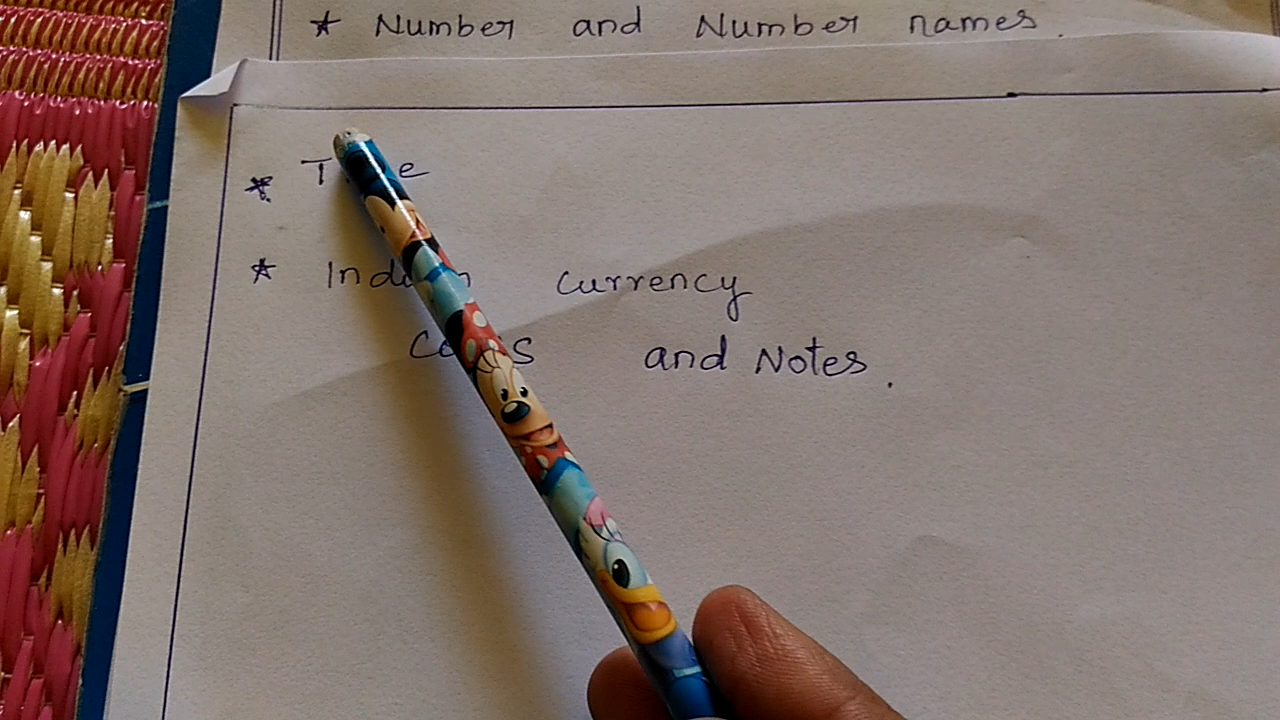 ★ Number and Number names.
★
★ currency
and Notes.